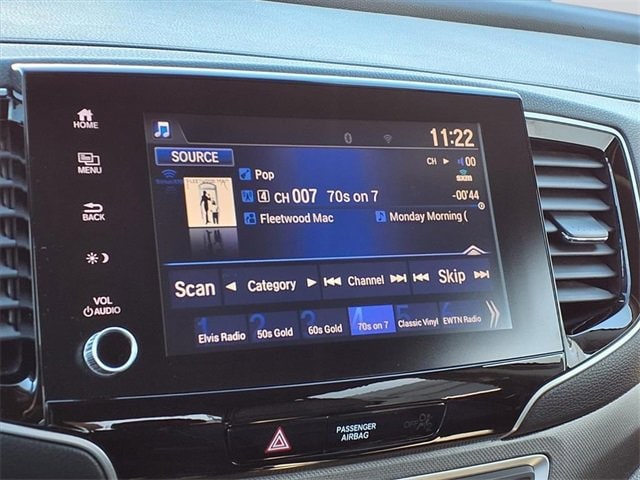 HOME
MENU
BACK
VOL
AUDIO
11:22
SOURCE
CH 00
Pop
4 CH 007 70s on 7 -00'44
Fleetwood Mac Monday Morning (
Scan Category Channel Skip
1 2 3 4 5 6
Elvis Radio 50s Gold 60s Gold 70s on 7 Classic Vinyl EWTN Radio
PASSENGER
AIRBAG
OFF